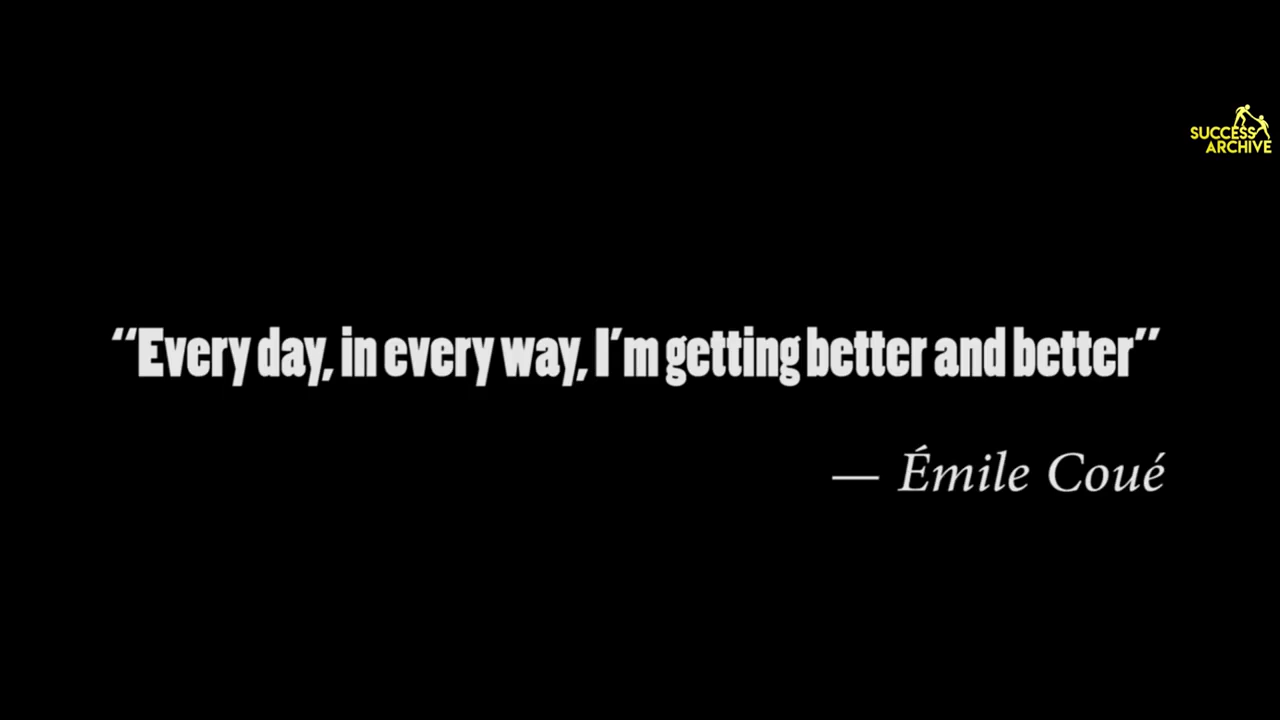 SUCCESS
ARCHIVE
“Every day, in every way, I'm getting better and better”
— Émile Coué